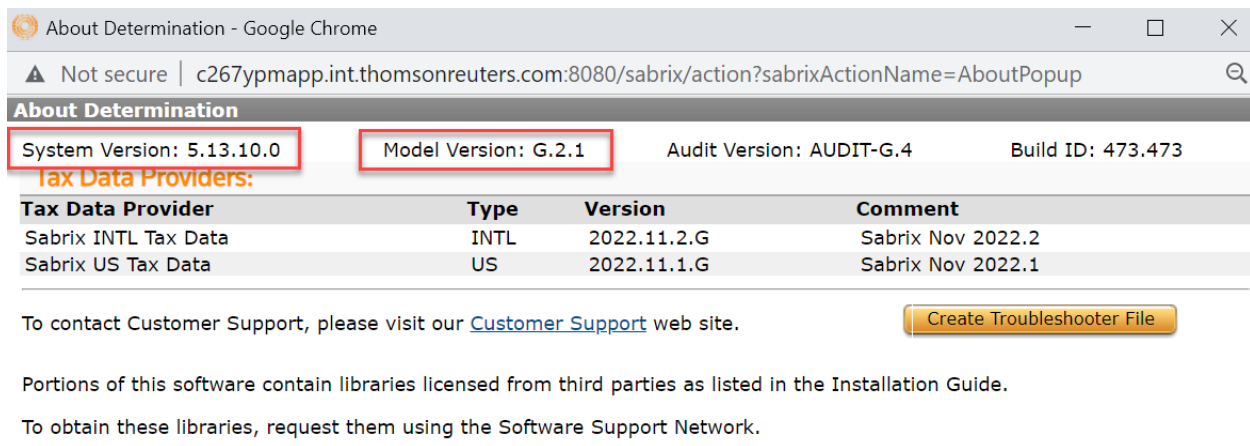 About Determination - Google Chrome
Not secure | c267ypmapp.int.thomsonreuters.com:8080/sabrix/action?sabrixActionName=AboutPopup
About Determination
System Version: 5.13.10.0 Model Version: G.2.1 Audit Version: AUDIT-G.4 Build ID: 473.473
Tax Data Providers:
Tax Data Provider Type Version Comment
Sabrix INTL Tax Data INTL 2022.11.2.G Sabrix Nov 2022.2
Sabrix US Tax Data US 2022.11.1.G Sabrix Nov 2022.1
To contact Customer Support, please visit our Customer Support web site. Create Troubleshooter File
Portions of this software contain libraries licensed from third parties as listed in the Installation Guide.
To obtain these libraries, request them using the Software Support Network.